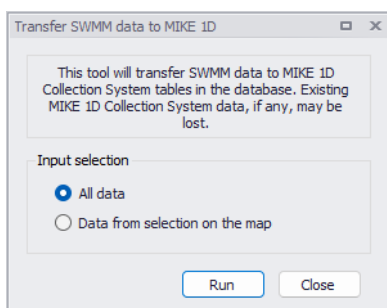 Transfer SWMM data to MIKE 1D
This tool will transfer SWMM data to MIKE 1D
Collection System tables in the database. Existing
MIKE 1D Collection System data, if any, may be
lost.
Input selection
All data
Data from selection on the map
Run Close